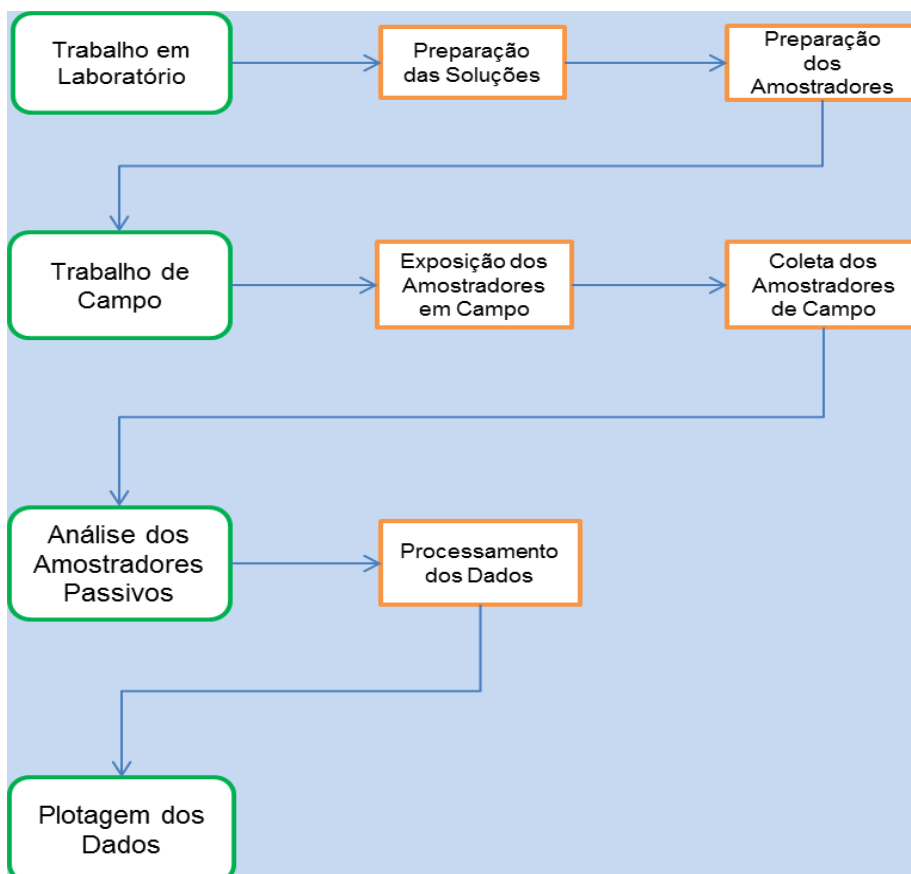 Trabalho em
Laboratório
Preparação
das Soluções
Preparação
dos
Amostradores
Trabalho de
Campo
Exposição dos
Amostradores
em Campo
Coleta dos
Amostradores
de Campo
Análise dos
Amostradores
Passivos
Processamento
dos Dados
Plotagem dos
Dados